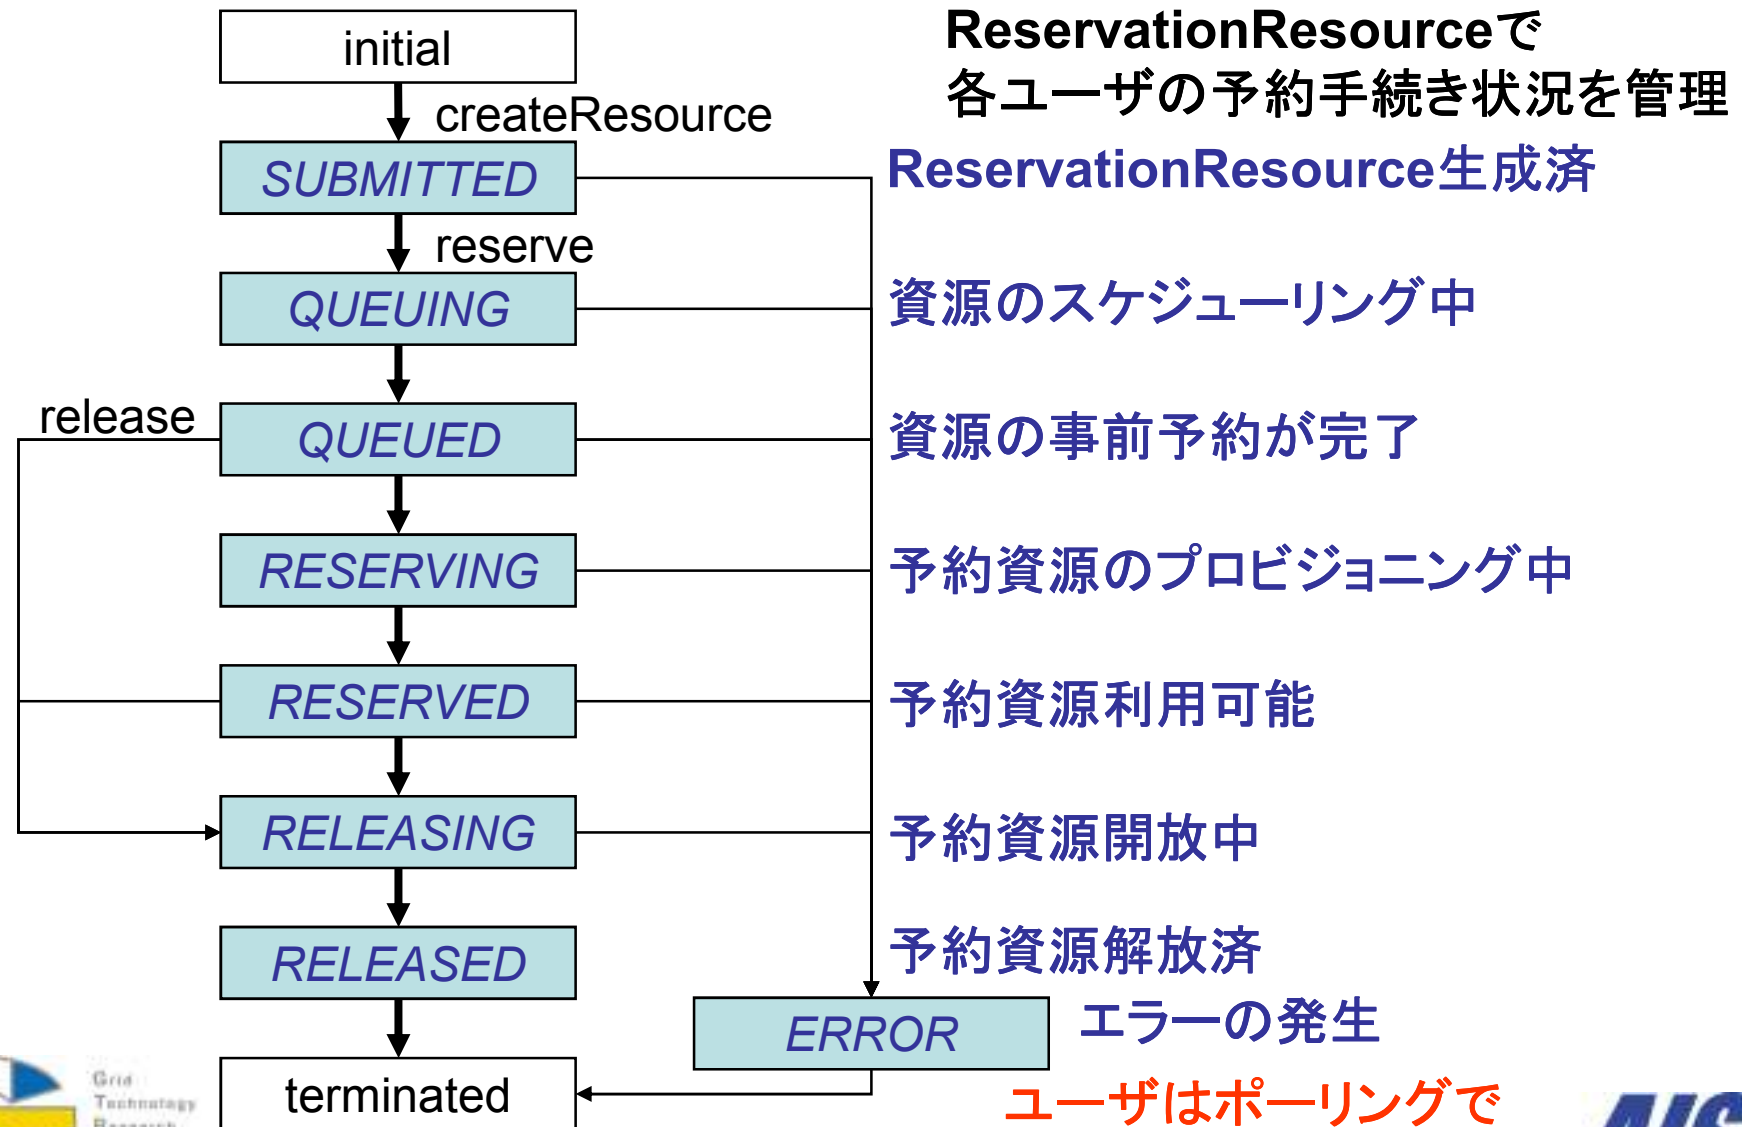 initial
ReservationResourceで
各ユーザの予約手続き状況を管理
createResource
SUBMITTED
ReservationResource生成済
reserve
QUEUING
資源のスケジューリング中
release
QUEUED
資源の事前予約が完了
RESERVING
予約資源のプロビジョニング中
RESERVED
予約資源利用可能
RELEASING
予約資源開放中
RELEASED
予約資源解放済
ERROR
エラーの発生
terminated
ユーザはポーリングで
Grid
Technology